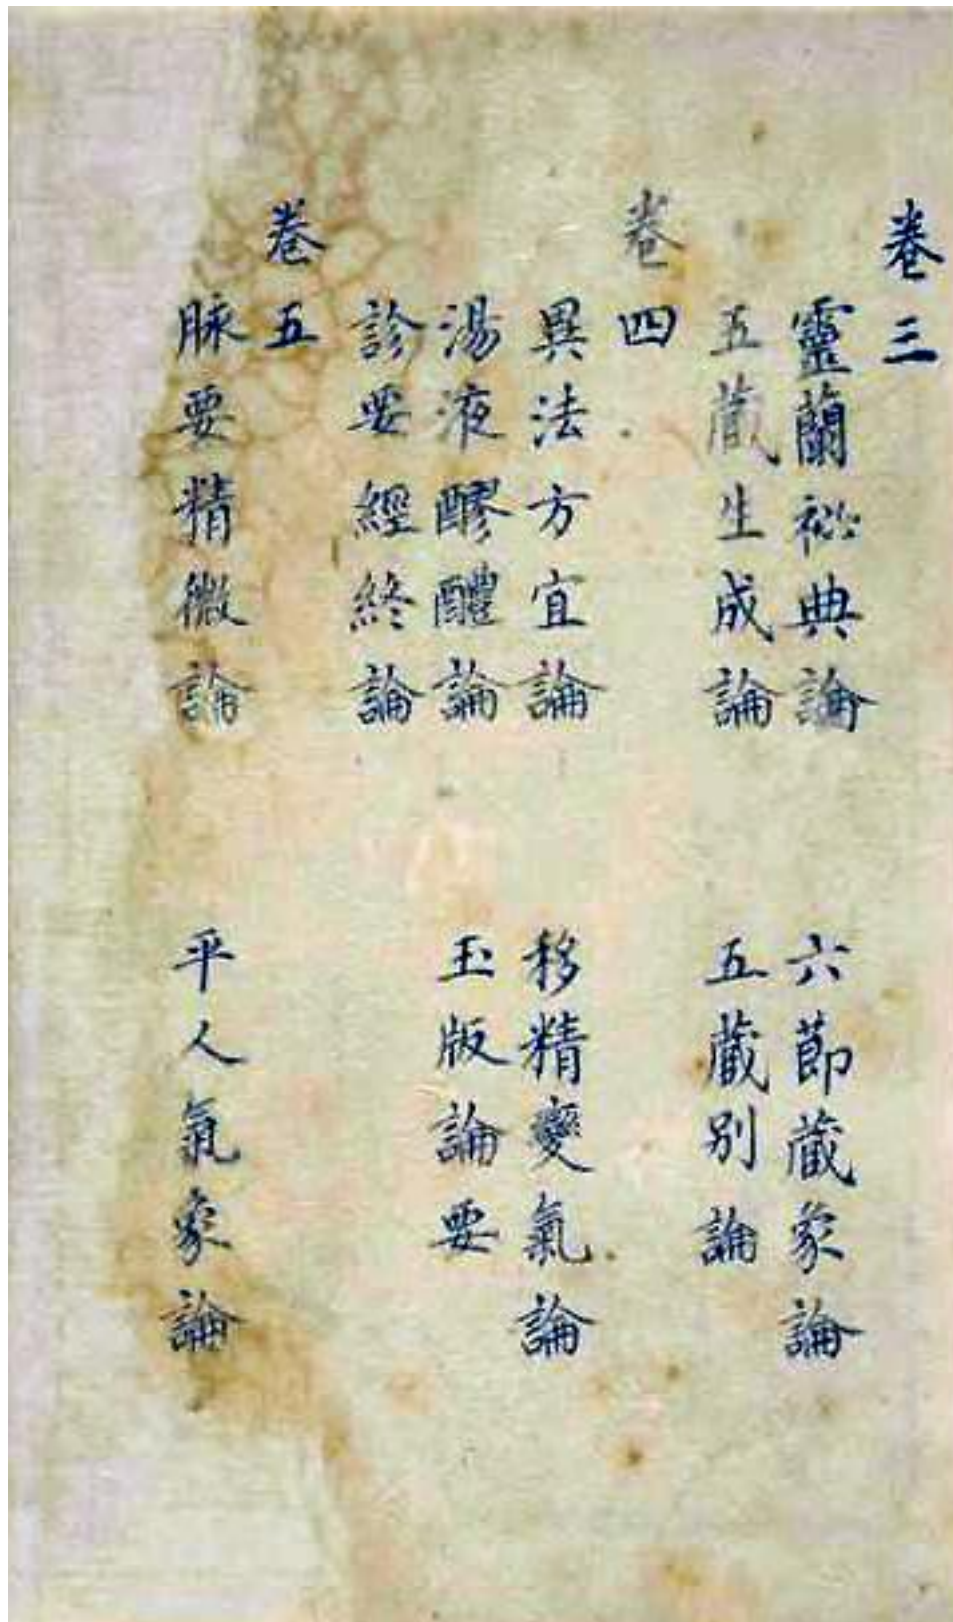 卷三
靈蘭祕典論 六節藏象論
五藏生成論 五藏別論
卷四
異法方宜論 移精變氣論
湯液醪醴論 玉版論要
診要經終論
卷五
脉要精微論 平人氣象論